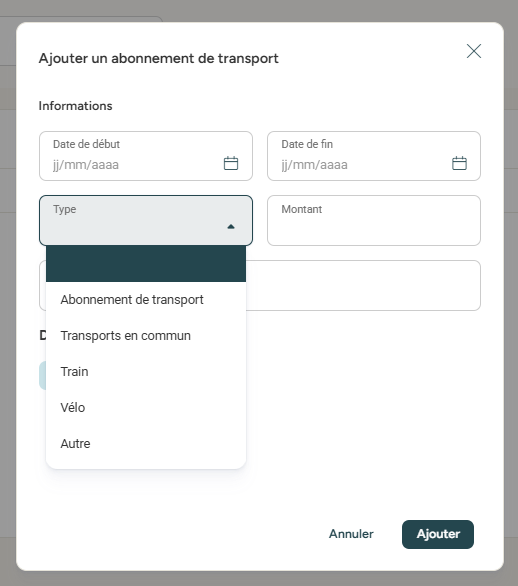 Ajouter un abonnement de transport
Informations
Date de début
jj/mm/aaaa
Date de fin
jj/mm/aaaa
Type
Montant
Abonnement de transport
D
Transports en commun
Train
Vélo
Autre
Annuler
Ajouter